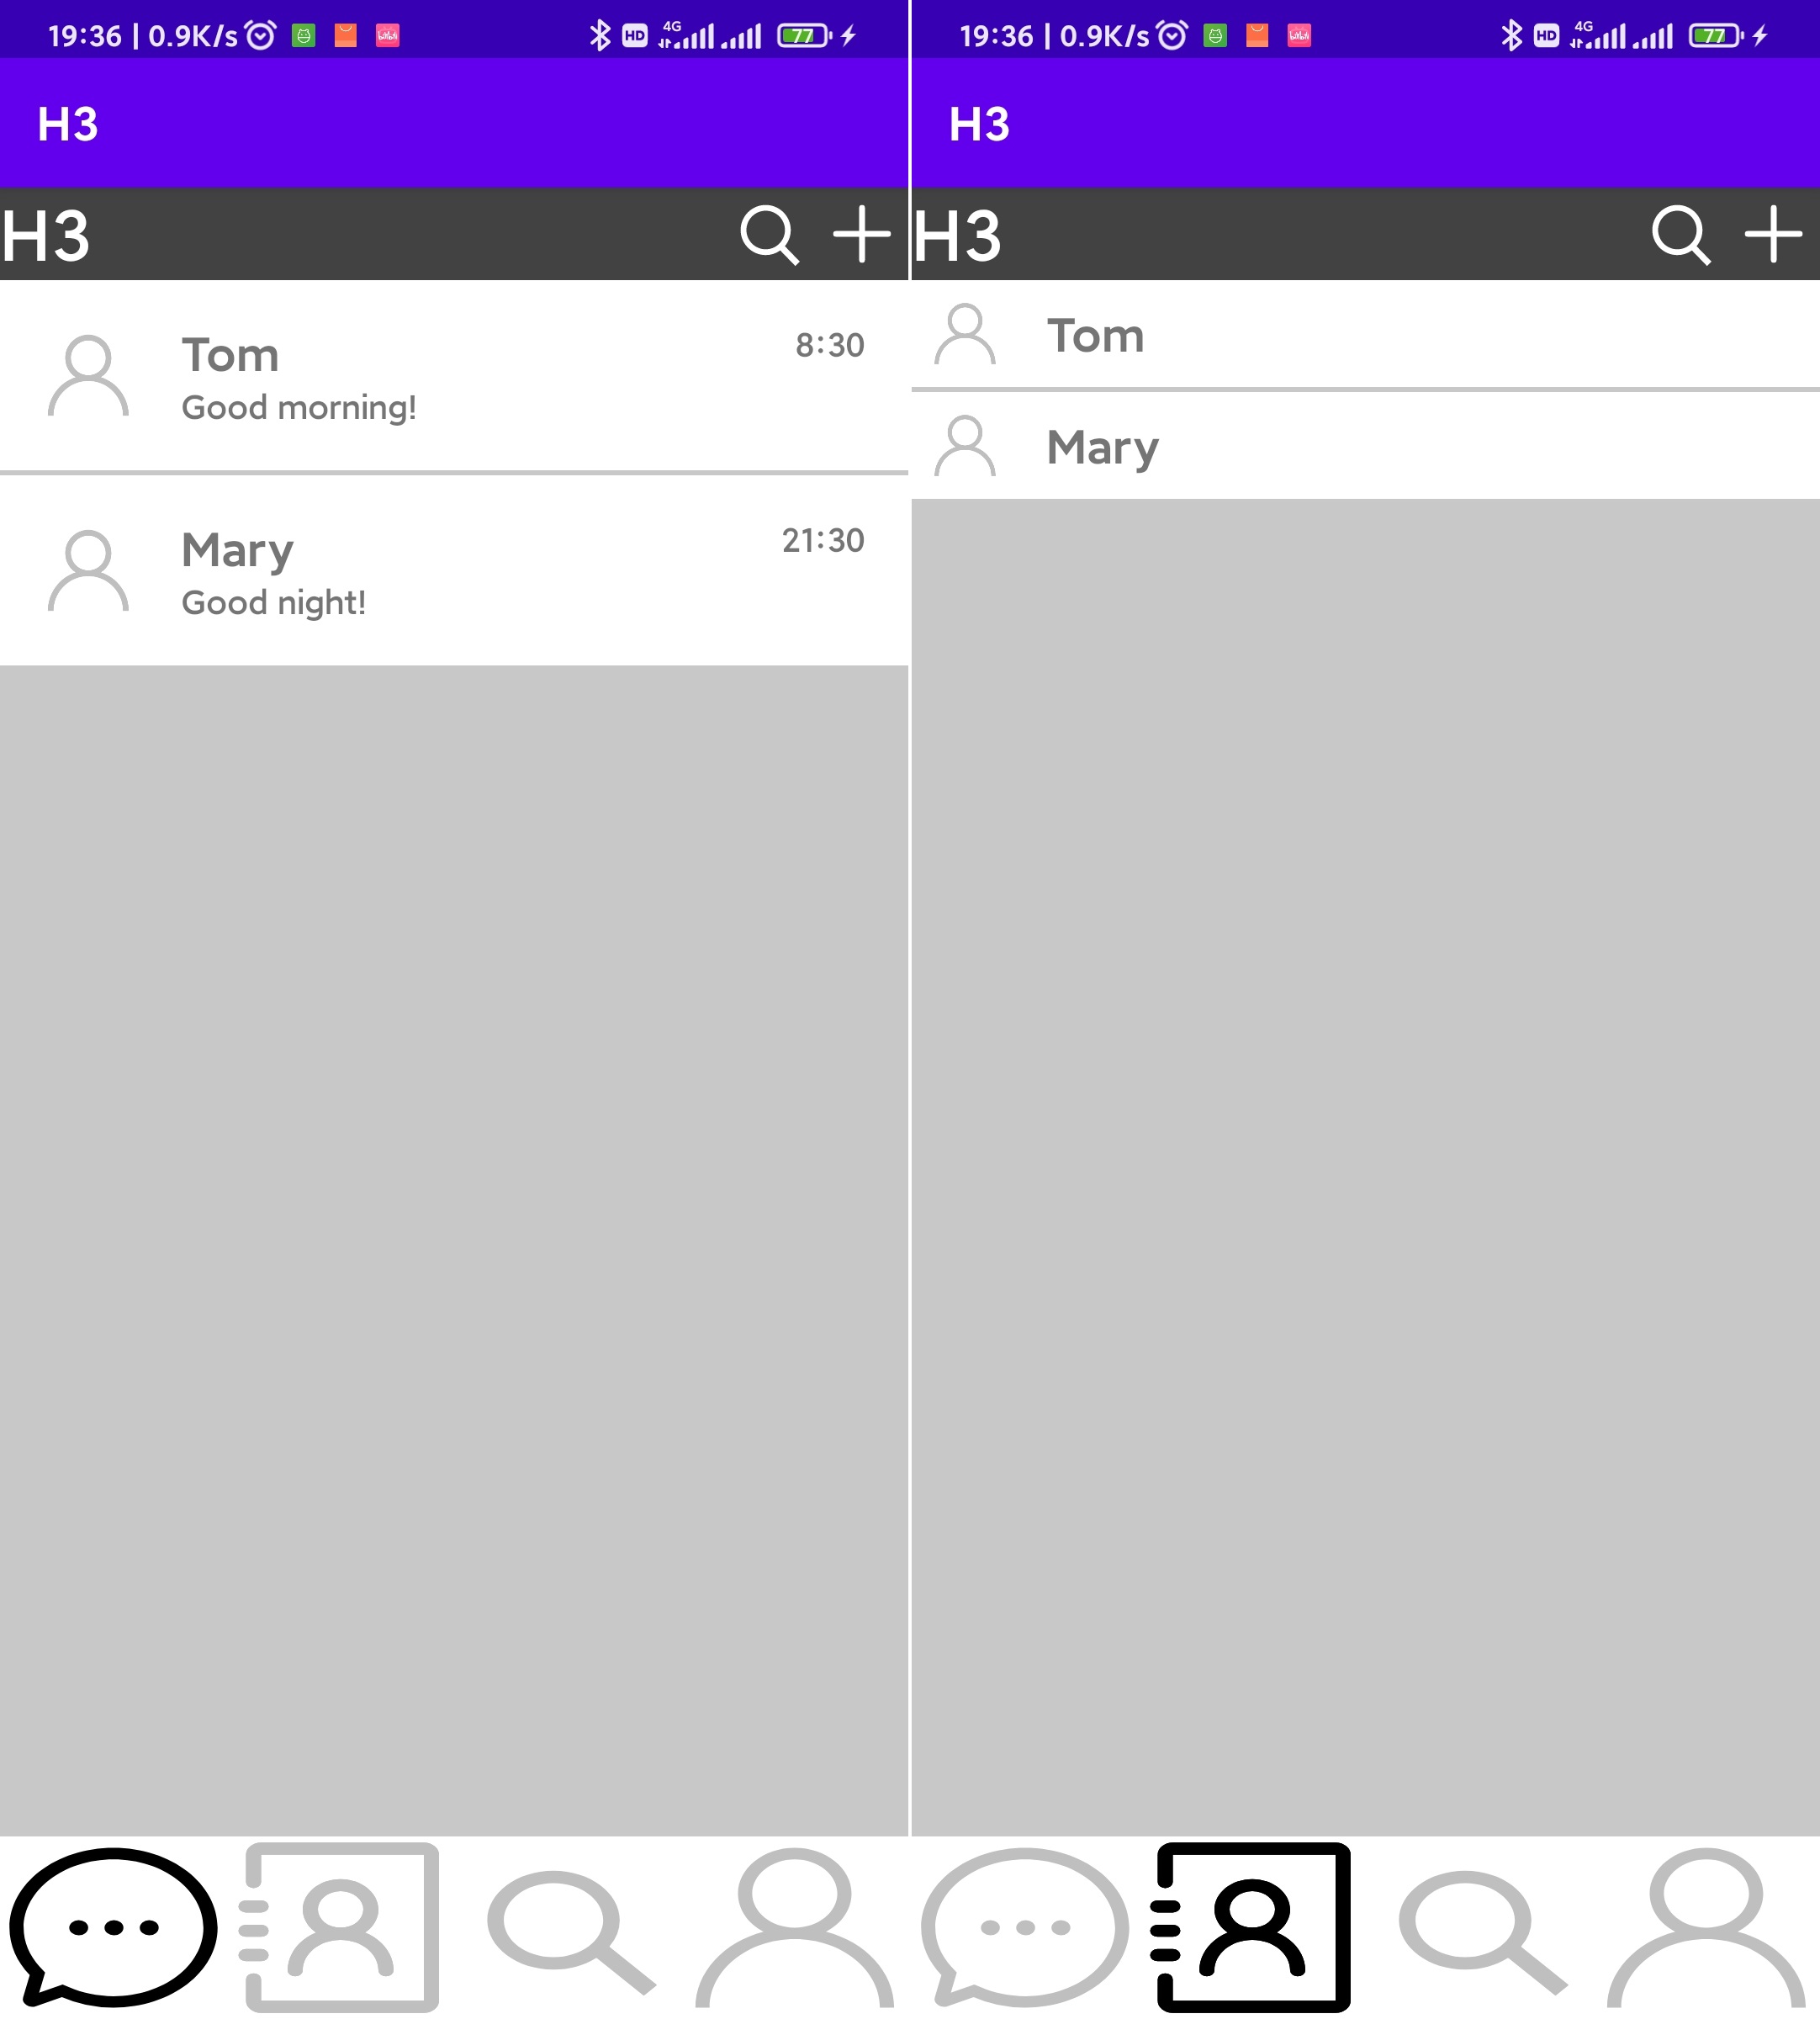 19:36 | 0.9K/s HD 4G 77
H3
H3
Tom 8:30
Good morning!
Mary 21:30
Good night!
19:36 | 0.9K/s bilibili HD 4G 77
H3
H3
Tom
Mary